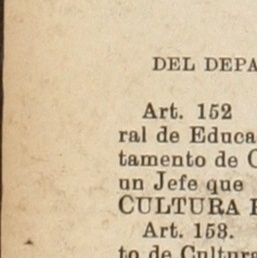 DEL DEPA
Art. 152
ral de Educa
tamento de C
un Jefe que
CULTURA
Art. 153.
to de Cultura